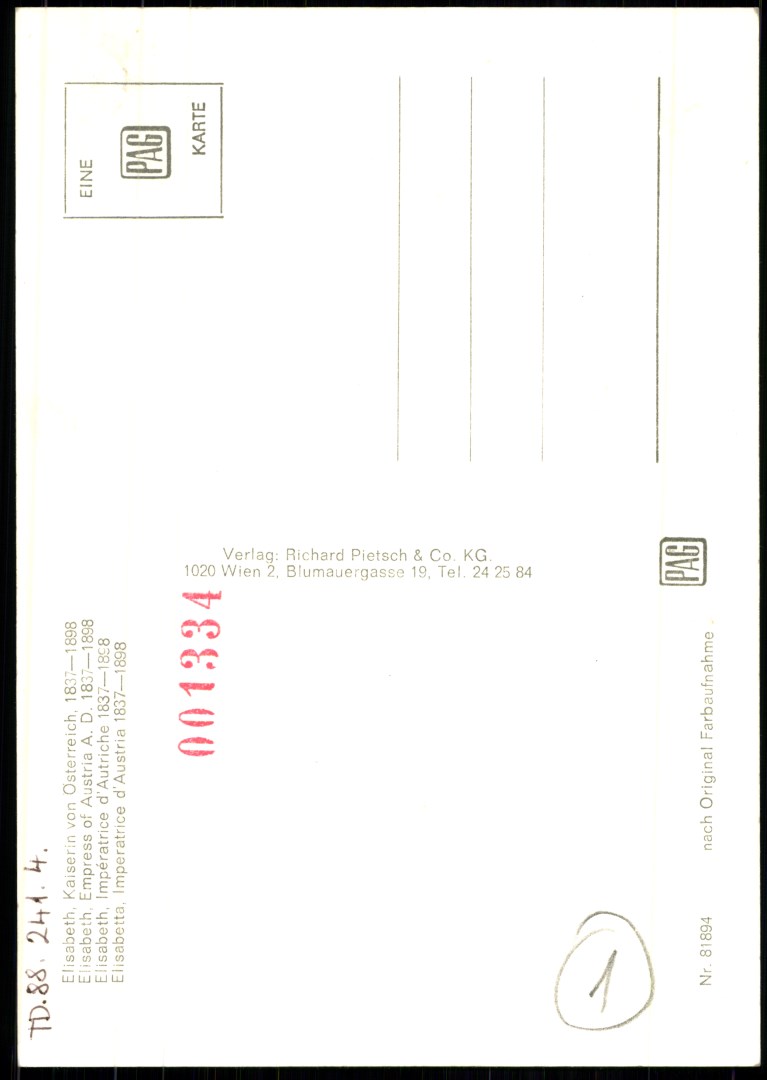 TD.88. 241. 4.
Elisabeth, Kaiserin von Österreich, 1837—1898
Elisabeth, Empress of Austria A. D. 1837—1898
Elisabeth, Impératrice d'Autriche 1837—1898
Elisabetta, Imperatrice d'Austria 1837—1898
001334
Verlag: Richard Pietsch & Co. KG.
1020 Wien 2, Blumauergasse 19, Tel. 24 25 84
EINE
PAG
KARTE
1
Nr. 81894 nach Original Farbaufnahme
PAG